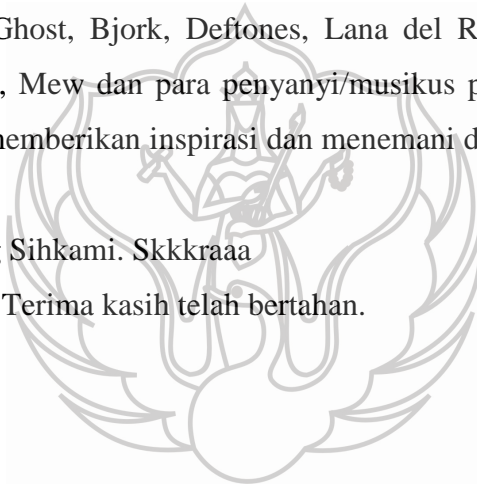 Ghost, Bjork, Deftones, Lana del R
, Mew dan para penyanyi/musikus p
memberikan inspirasi dan menemani d
Sihkami. Skkkraaa
Terima kasih telah bertahan.